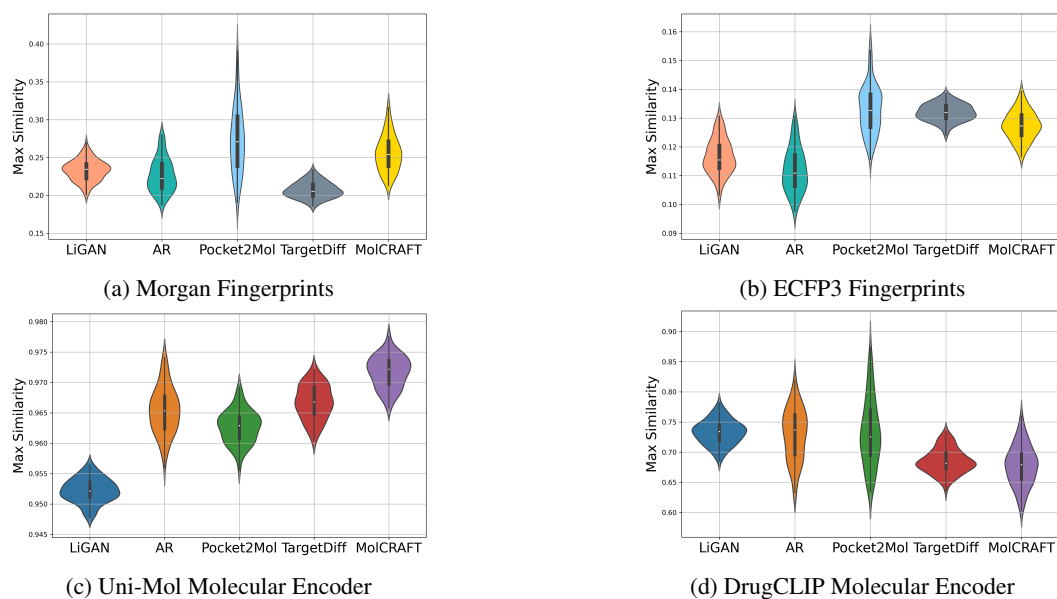 Max Similarity
0.40
0.35
0.30
0.25
0.20
0.15
LiGAN AR Pocket2Mol TargetDiff MolCRAFT
(a) Morgan Fingerprints
Max Similarity
0.16
0.14
0.13
0.12
0.11
0.09
LiGAN AR Pocket2Mol TargetDiff MolCRAFT
(b) ECFP3 Fingerprints
Max Similarity
0.980
0.975
0.970
0.965
0.960
0.955
0.950
0.945
LiGAN AR Pocket2Mol TargetDiff MolCRAFT
(c) Uni-Mol Molecular Encoder
Max Similarity
0.90
0.85
0.80
0.75
0.70
0.65
0.60
LiGAN AR Pocket2Mol TargetDiff MolCRAFT
(d) DrugCLIP Molecular Encoder